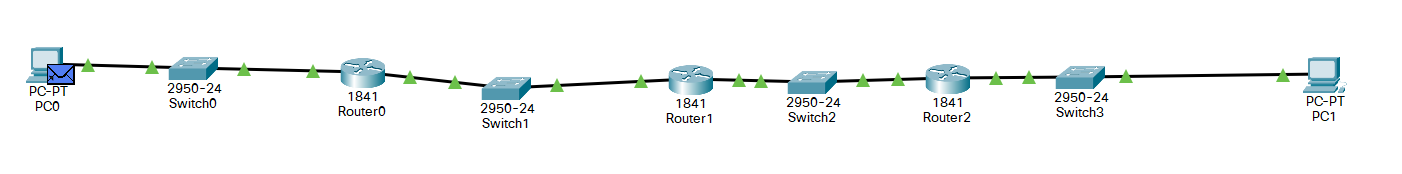 PC-PT
PC0
2950-24
Switch0
1841
Router0
2950-24
Switch1
1841
Router1
2950-24
Switch2
1841
Router2
2950-24
Switch3
PC-PT
PC1